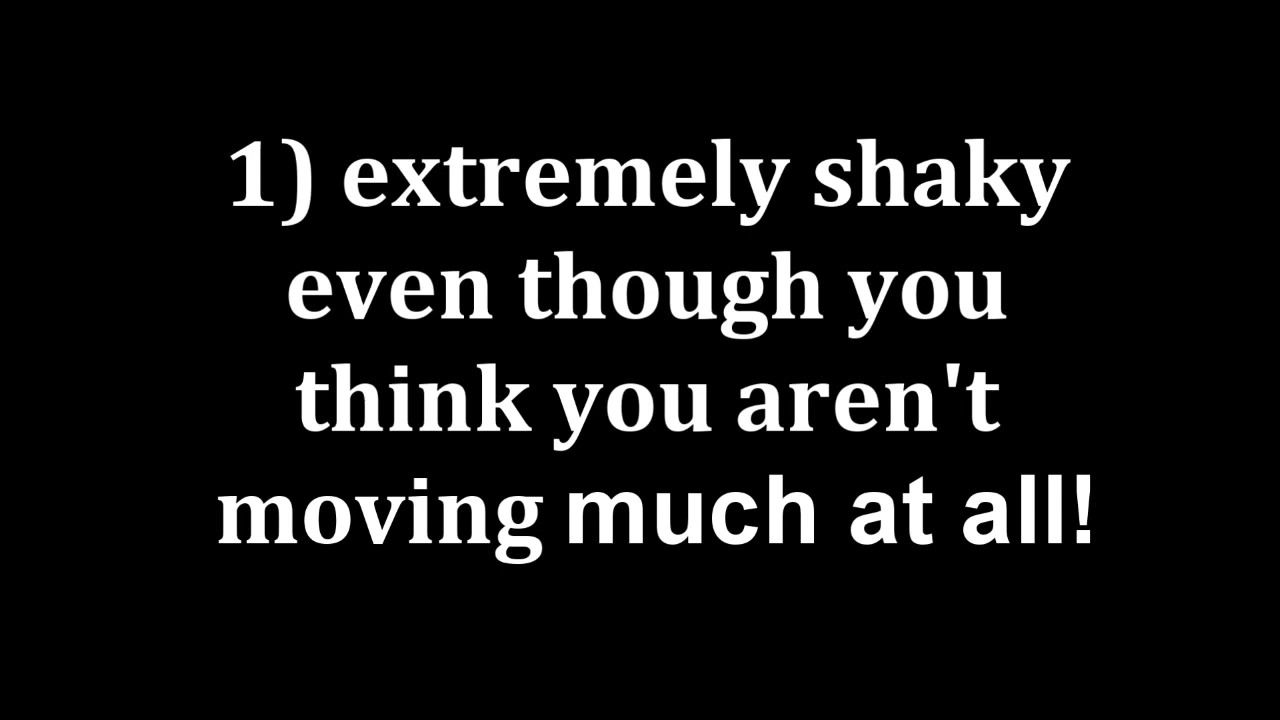 1) extremely shaky
even though you
think you aren't
moving much at all!